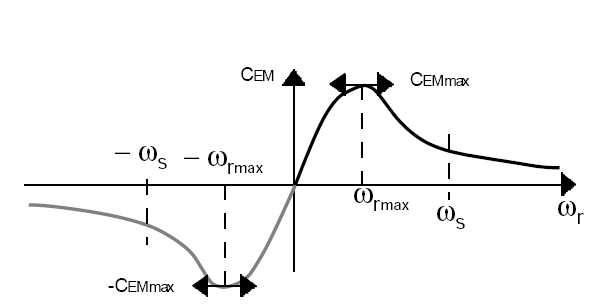 CEM
CEMmax
− ωs − ωrmax
ωrmax
ωs
ωr
-CEMmax